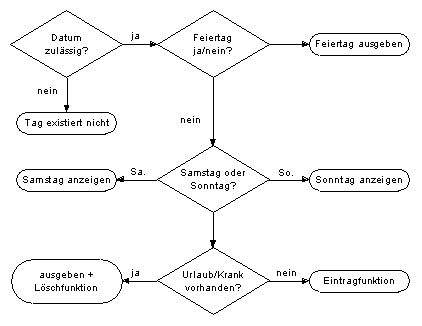 Datum
zulässig?
ja
Feiertag
ja/nein?
Feiertag ausgeben
nein
Tag existiert nicht
nein
Samstag anzeigen
Sa.
Samstag oder
Sonntag?
So.
Sonntag anzeigen
ausgeben +
Löschfunktion
ja
Urlaub/Krank
vorhanden?
nein
Eintragfunktion